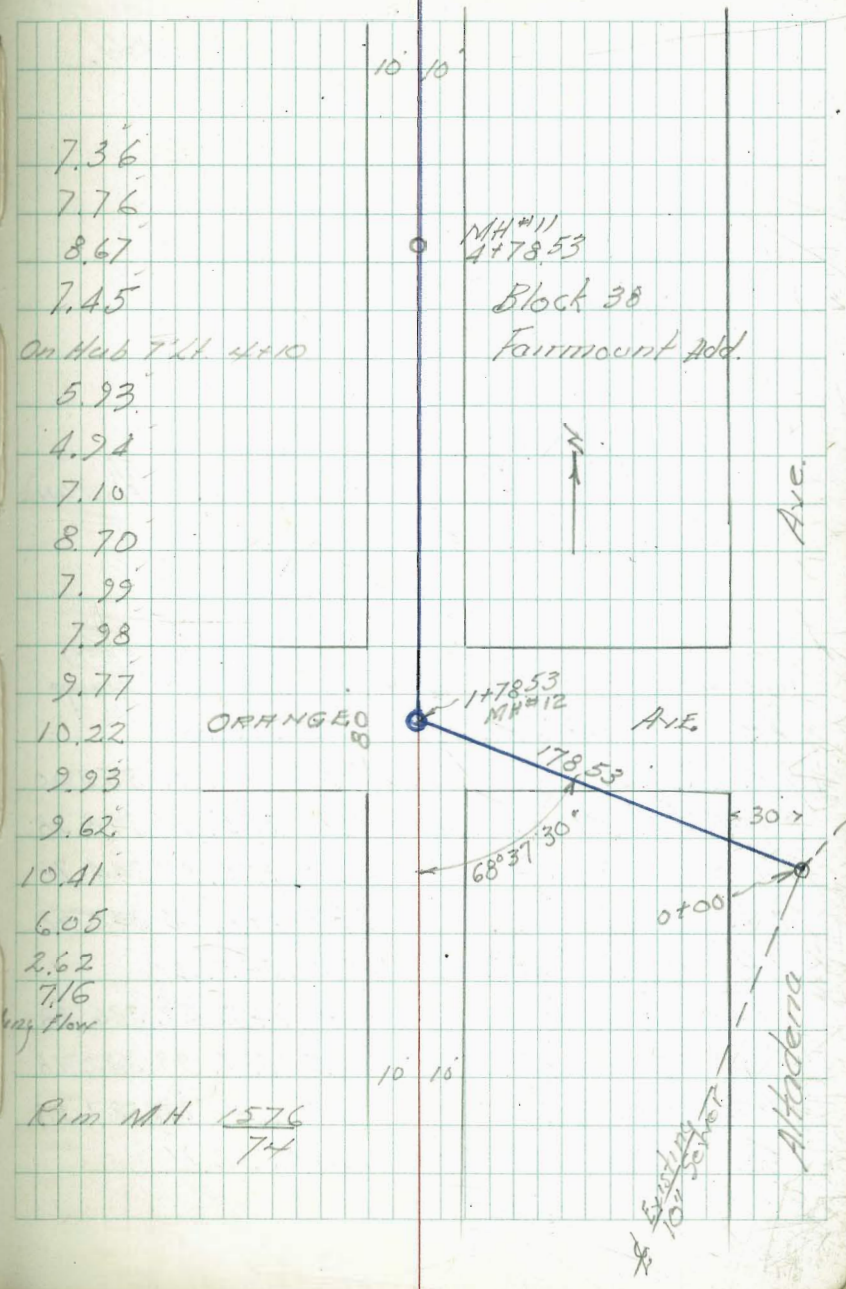 10' 10'
7.36
7.76
8.67
7.45
On Hub 7' Lt 4+10
5.93
4.94
7.10
8.70
7.99
7.98
9.77
10.22
9.93
9.62
10.41
6.05
2.62
7.16
Flow
Rim MH 1576
74
MH #11
4+78.53
Block 38
Fairmount Add.
N
Ave.
1+78.53
MH #12
ORANGE
80
AVE
178.53
68°37'30"
< 30 >
0+00
Altadena
10' 10'
Existing
10" Sewer